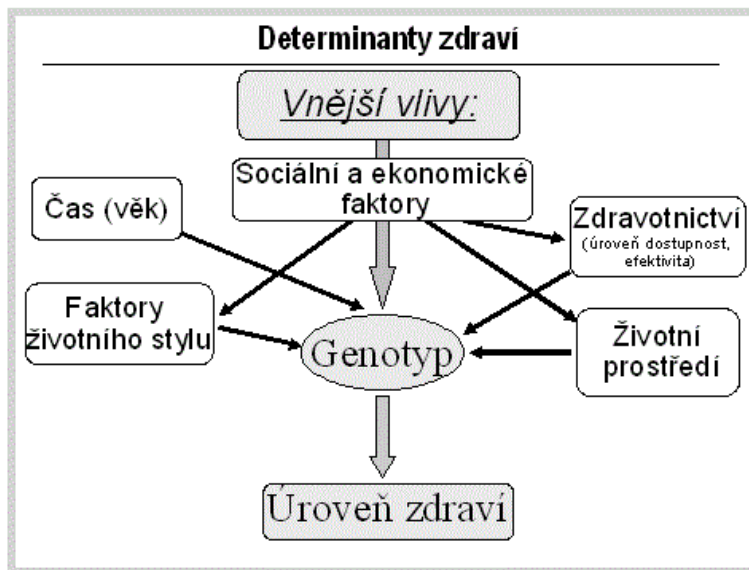 Determinanty zdraví
Vnější vlivy:
Sociální a ekonomické
faktory
Čas (věk)
Zdravotnictví
(úroveň dostupnost,
efektivita)
Faktory
životního stylu
Genotyp
Životní
prostředí
Úroveň zdraví